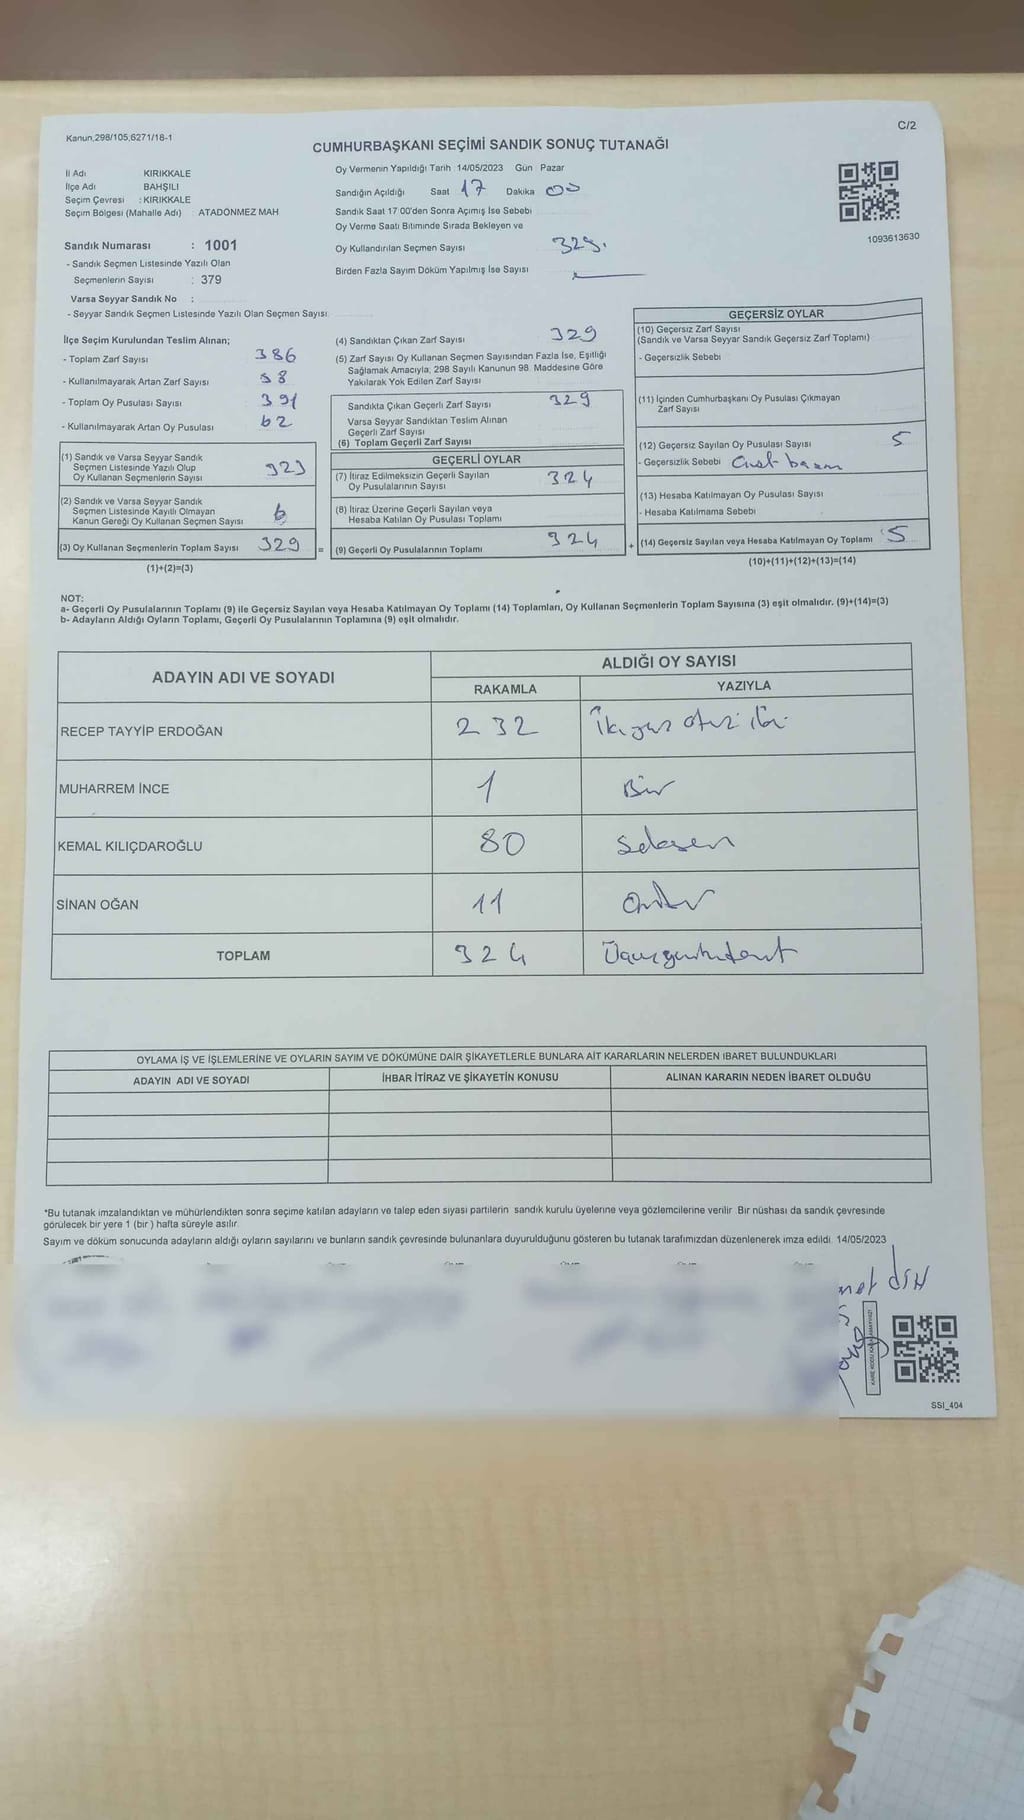 Kanun,298/105,6271/18-1
C/2
CUMHURBAŞKANI SEÇİMİ SANDIK SONUÇ TUTANAĞI
İl Adı KIRIKKALE
İlçe Adı BAHŞILI
Seçim Çevresi : KIRIKKALE
Seçim Bölgesi (Mahalle Adı) ATADÖNMEZ MAH
Sandık Numarası : 1001
- Sandık Seçmen Listesinde Yazılı Olan
Seçmenlerin Sayısı : 379
Varsa Seyyar Sandık No :
- Seyyar Sandık Seçmen Listesinde Yazılı Olan Seçmen Sayısı
Oy Vermenin Yapıldığı Tarih 14/05/2023 Gün Pazar
Sandığın Açıldığı Saat 17 Dakika 00
Sandık Saat 17 00'den Sonra Açımış İse Sebebi
Oy Verme Saati Bitiminde Sırada Bekleyen ve
Oy Kullandırılan Seçmen Sayısı 329.
Birden Fazla Sayım Döküm Yapılmış İse Sayısı
1093613630
İlçe Seçim Kurulundan Teslim Alınan;
- Toplam Zarf Sayısı 386
- Kullanılmayarak Artan Zarf Sayısı 58
- Toplam Oy Pusulası Sayısı 391
- Kullanılmayarak Artan Oy Pusulası 62
(1) Sandık ve Varsa Seyyar Sandık
Seçmen Listesinde Yazılı Olup
Oy Kullanan Seçmenlerin Sayısı 323
(2) Sandık ve Varsa Seyyar Sandık
Seçmen Listesinde Kayıllı Olmayan
Kanun Gereği Oy Kullanan Seçmen Sayısı 6
(3) Oy Kullanan Seçmenlerin Toplam Sayısı 329 =
(1)+(2)=(3)
(4) Sandıktan Çıkan Zarf Sayısı 329
(5) Zarf Sayısı Oy Kullanan Seçmen Sayısından Fazla İse, Eşitliği
Sağlamak Amacıyla, 298 Sayılı Kanunun 98. Maddesine Göre
Yakılarak Yok Edilen Zarf Sayısı
Sandıkta Çıkan Geçerli Zarf Sayısı 329
Varsa Seyyar Sandıktan Teslim Alınan
Geçerli Zarf Sayısı
(6) Toplam Geçerli Zarf Sayısı
GEÇERLİ OYLAR
(7) İtiraz Edilmeksizin Geçerli Sayılan
Oy Pusulalarının Sayısı 324
(8) İtiraz Üzerine Geçerli Sayılan veya
Hesaba Katılan Oy Pusulası Toplamı
(9) Geçerli Oy Pusulalarının Toplamı 324 +
GEÇERSİZ OYLAR
(10) Geçersiz Zarf Sayısı
(Sandık ve Varsa Seyyar Sandık Geçersiz Zarf Toplamı)
- Geçersizlik Sebebi
(11) İçinden Cumhurbaşkanı Oy Pusulası Çıkmayan
Zarf Sayısı
(12) Geçersiz Sayılan Oy Pusulası Sayısı 5
- Geçersizlik Sebebi
(13) Hesaba Katılmayan Oy Pusulası Sayısı
- Hesaba Katılmama Sebebi
(14) Geçersiz Sayılan veya Hesaba Katılmayan Oy Toplamı 5
(10)+(11)+(12)+(13)=(14)
NOT:
a- Geçerli Oy Pusulalarının Toplamı (9) ile Geçersiz Sayılan veya Hesaba Katılmayan Oy Toplamı (14) Toplamları, Oy Kullanan Seçmenlerin Toplam Sayısına (3) eşit olmalıdır. (9)+(14)=(3)
b- Adayların Aldığı Oyların Toplamı, Geçerli Oy Pusulalarının Toplamına (9) eşit olmalıdır.
ADAYIN ADI VE SOYADI ALDIĞI OY SAYISI
RAKAMLA YAZIYLA
RECEP TAYYİP ERDOĞAN 232 İkiyüz otuz iki
MUHARREM İNCE 1 Bir
KEMAL KILIÇDAROĞLU 80 Seksen
SİNAN OĞAN 11 Onbir
TOPLAM 324 Üçyüzyirmidört
OYLAMA İŞ VE İŞLEMLERİNE VE OYLARIN SAYIM VE DÖKÜMÜNE DAİR ŞİKAYETLERLE BUNLARA AİT KARARLARIN NELERDEN İBARET BULUNDUKLARI
ADAYIN ADI VE SOYADI İHBAR İTİRAZ VE ŞİKAYETİN KONUSU ALINAN KARARIN NEDEN İBARET OLDUĞU
*Bu tutanak imzalandıktan ve mühürlendikten sonra seçime katılan adayların ve talep eden siyasi partilerin sandık kurulu üyelerine veya gözlemcilerine verilir Bir nüshası da sandık çevresinde
görülecek bir yere 1 (bir ) hafta süreyle asılır.
Sayım ve döküm sonucunda adayların aldığı oyların sayılarını ve bunların sandık çevresinde bulunanlara duyurulduğunu gösteren bu tutanak tarafımızdan düzenlenerek imza edildi. 14/05/2023
SSI_404